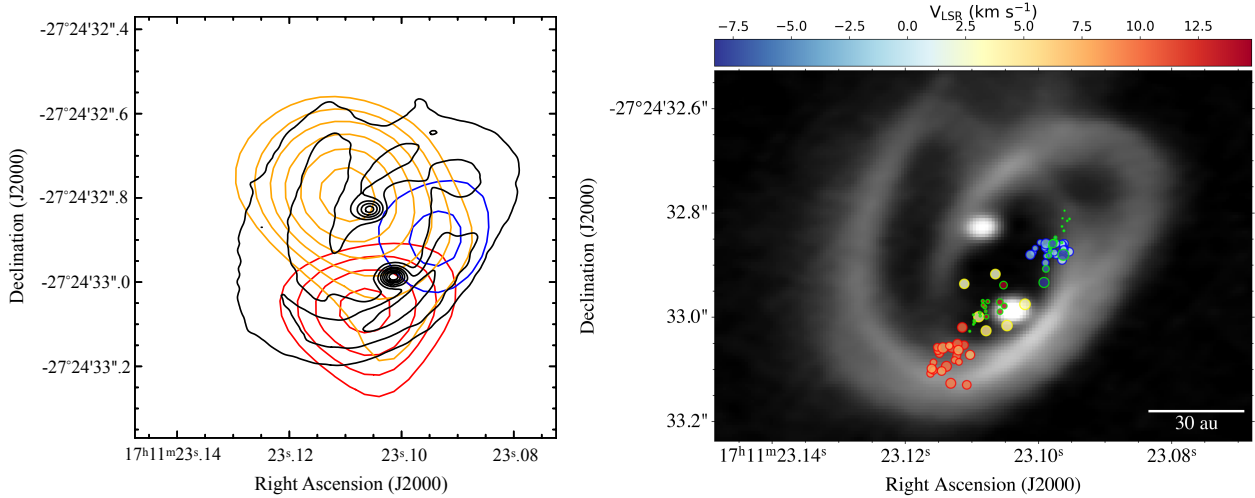 -27°24'32".4
-27°24'32".6
-27°24'32".8
-27°24'33".0
-27°24'33".2
Declination (J2000)
17ʰ11ᵐ23ˢ.14
23ˢ.12
23ˢ.10
23ˢ.08
Right Ascension (J2000)
V_LSR (km s⁻¹)
-7.5
-5.0
-2.5
0.0
2.5
5.0
7.5
10.0
12.5
-27°24'32.6"
32.8"
33.0"
33.2"
Declination (J2000)
30 au
17ʰ11ᵐ23.14ˢ
23.12ˢ
23.10ˢ
23.08ˢ
Right Ascension (J2000)